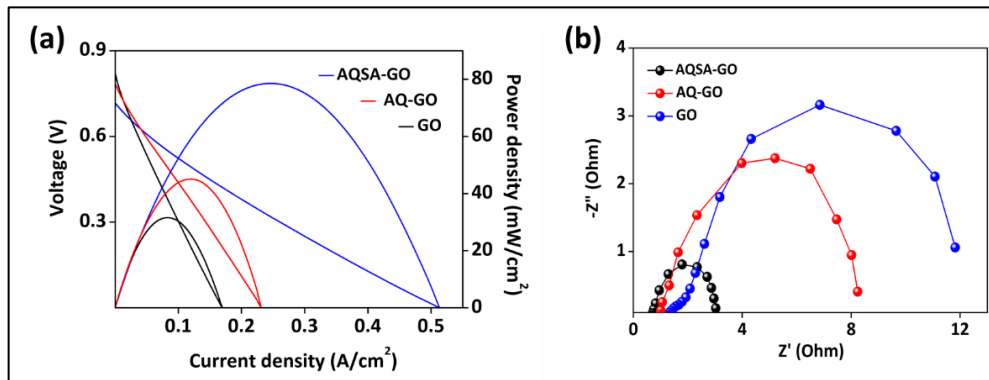 (a)
0.9
0.6
0.3
Voltage (V)
AQSA-GO
AQ-GO
GO
80
60
40
20
0
Power density (mW/cm²)
0.1 0.2 0.3 0.4 0.5
Current density (A/cm²)
(b)
4
3
2
1
-Z'' (Ohm)
AQSA-GO
AQ-GO
GO
0 4 8 12
Z' (Ohm)